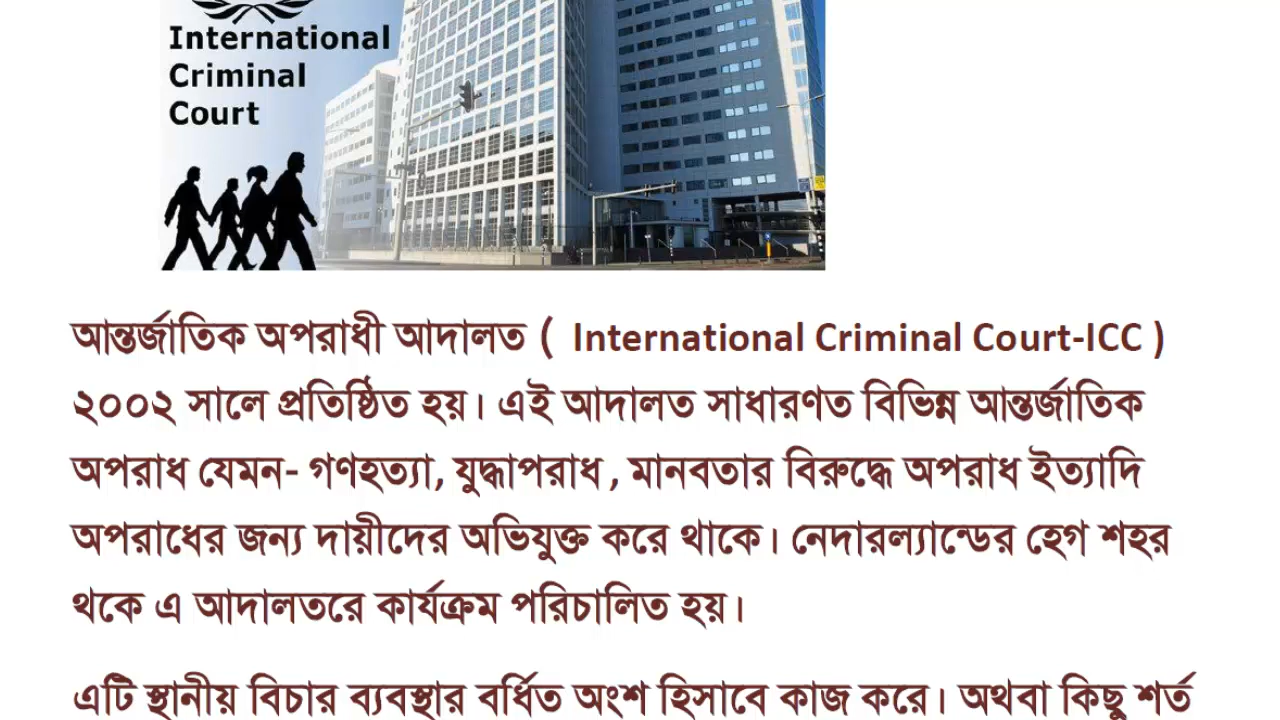 International
Criminal
Court
আন্তর্জাতিক অপরাধী আদালত ( International Criminal Court-ICC )
২০০২ সালে প্রতিষ্ঠিত হয়। এই আদালত সাধারণত বিভিন্ন আন্তর্জাতিক
অপরাধ যেমন- গণহত্যা, যুদ্ধাপরাধ , মানবতার বিরুদ্ধে অপরাধ ইত্যাদি
অপরাধের জন্য দায়ীদের অভিযুক্ত করে থাকে। নেদারল্যান্ডের হেগ শহর
থকে এ আদালতরে কার্যক্রম পরিচালিত হয়।
এটি স্থানীয় বিচার ব্যবস্থার বর্ধিত অংশ হিসাবে কাজ করে। অথবা কিছু শর্ত